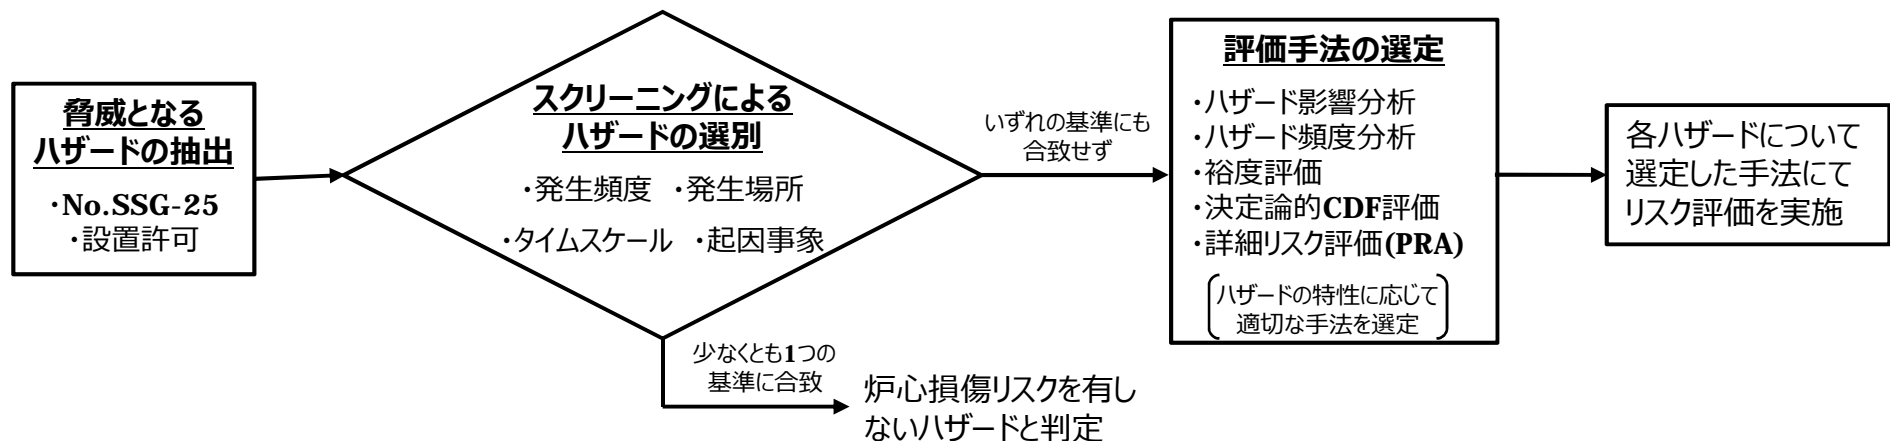 脅威となる
ハザードの抽出
・No.SSG-25
・設置許可
スクリーニングによる
ハザードの選別
・発生頻度 ・発生場所
・タイムスケール ・起因事象
少なくとも1つの
基準に合致
炉心損傷リスクを有し
ないハザードと判定
いずれの基準にも
合致せず
評価手法の選定
・ハザード影響分析
・ハザード頻度分析
・裕度評価
・決定論的CDF評価
・詳細リスク評価(PRA)
ハザードの特性に応じて
適切な手法を選定
各ハザードについて
選定した手法にて
リスク評価を実施